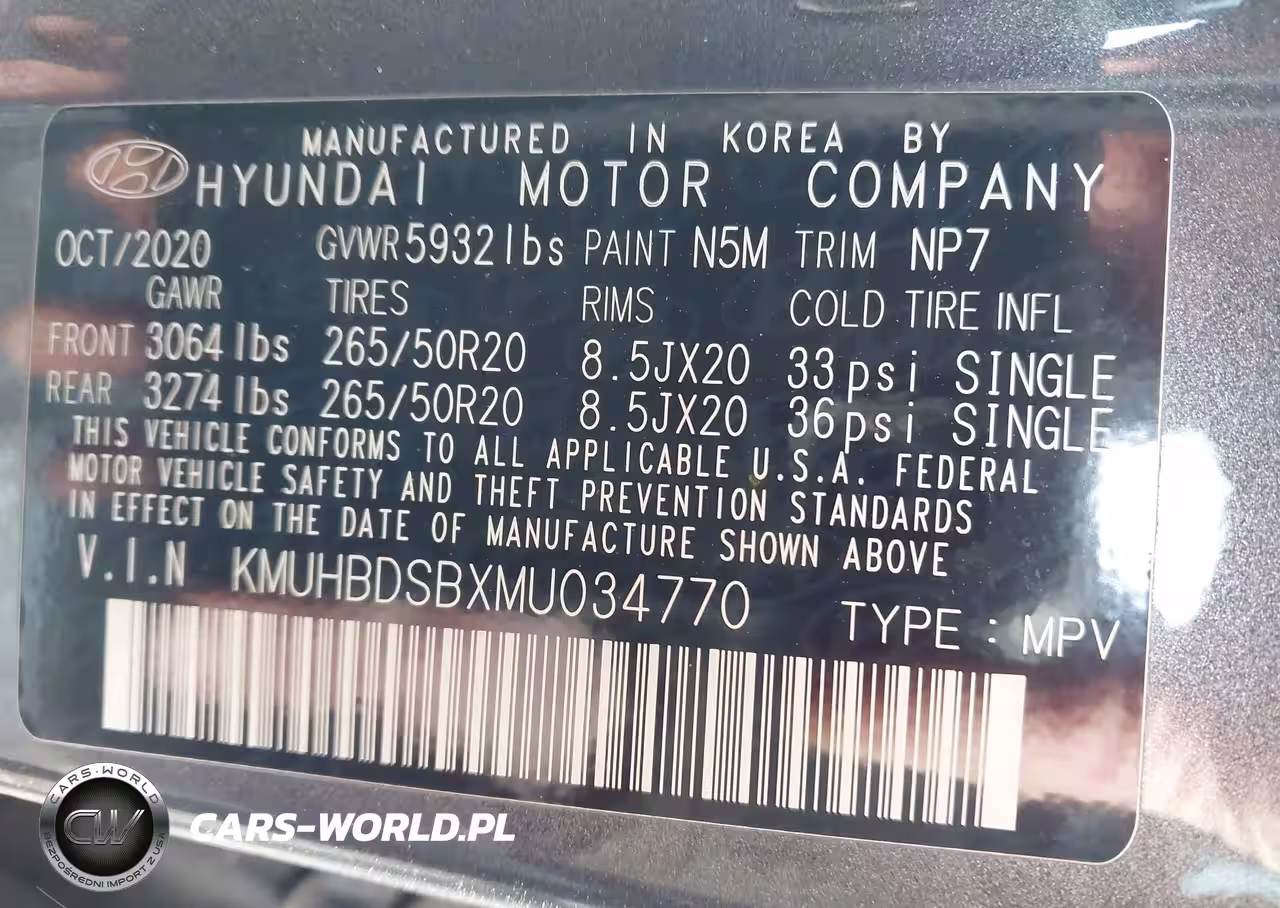 MANUFACTURED IN KOREA BY
HYUNDAI MOTOR COMPANY
OCT/2020 GVWR 5932 lbs PAINT N5M TRIM NP7
GAWR TIRES RIMS COLD TIRE INFL
FRONT 3064 lbs 265/50R20 8.5JX20 33 psi SINGLE
REAR 3274 lbs 265/50R20 8.5JX20 36 psi SINGLE
THIS VEHICLE CONFORMS TO ALL APPLICABLE U.S.A. FEDERAL
MOTOR VEHICLE SAFETY AND THEFT PREVENTION STANDARDS
IN EFFECT ON THE DATE OF MANUFACTURE SHOWN ABOVE
V.I.N KMUHBDSBXMU034770
TYPE : MPV
CARS-WORLD
CW
BEZPOŚREDNI IMPORT Z USA
CARS-WORLD.PL